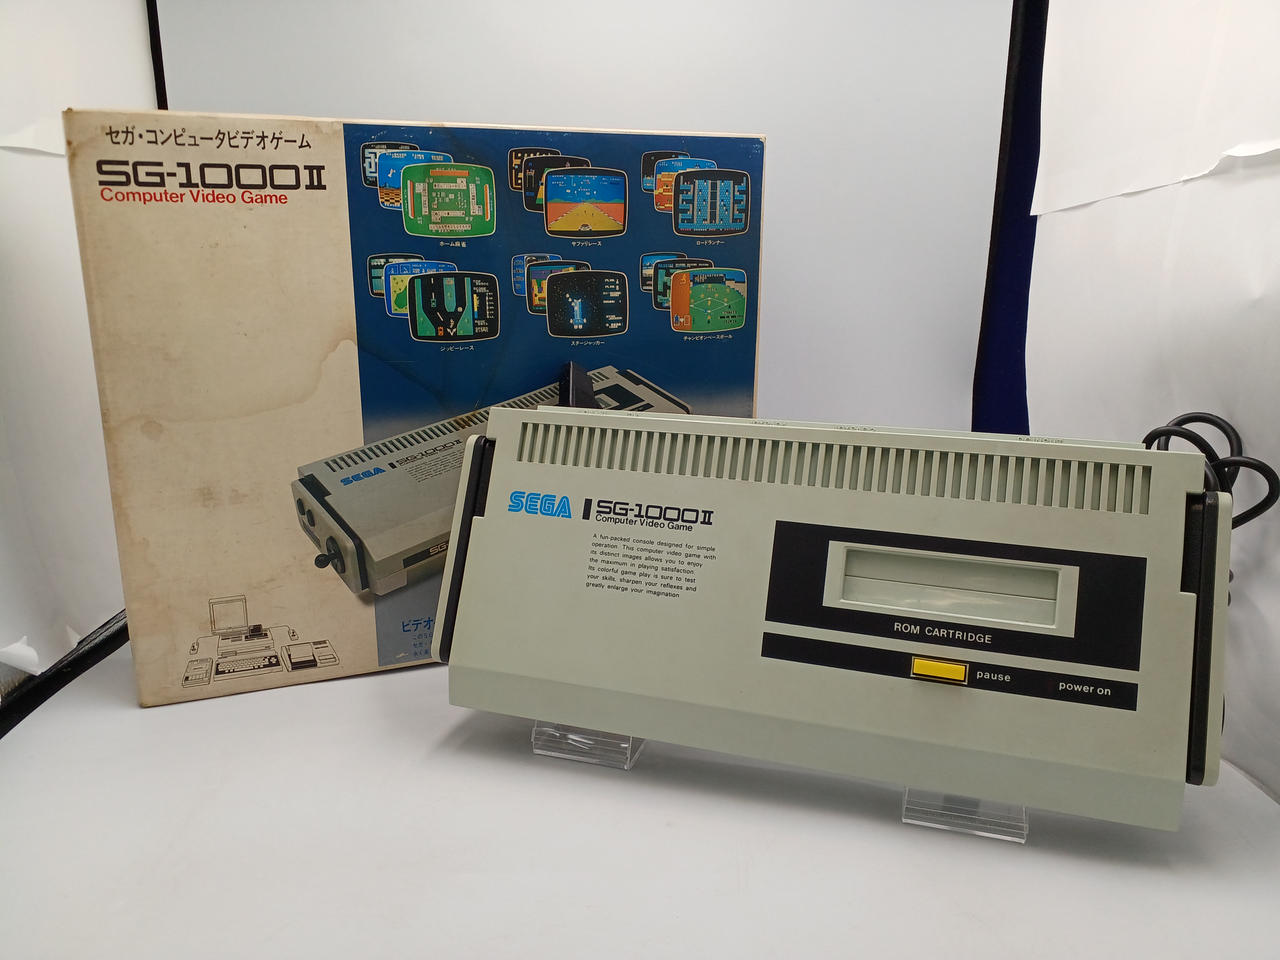 セガ・コンピュータビデオゲーム
SG-1000II
Computer Video Game
ホーム麻雀
サファリレース
ロードランナー
ジッピーレース
スタージャッカー
チャンピオンベースボール
SEGA
SG-1000II
ビデオ
SEGA
SG-1000II
Computer Video Game
A fun-packed console designed for simple
operation. This computer video game with
its distinct images allows you to enjoy
the maximum in playing satisfaction.
Its colorful game play is sure to test
your skills, sharpen your reflexes and
greatly enlarge your imagination
ROM CARTRIDGE
pause
power on